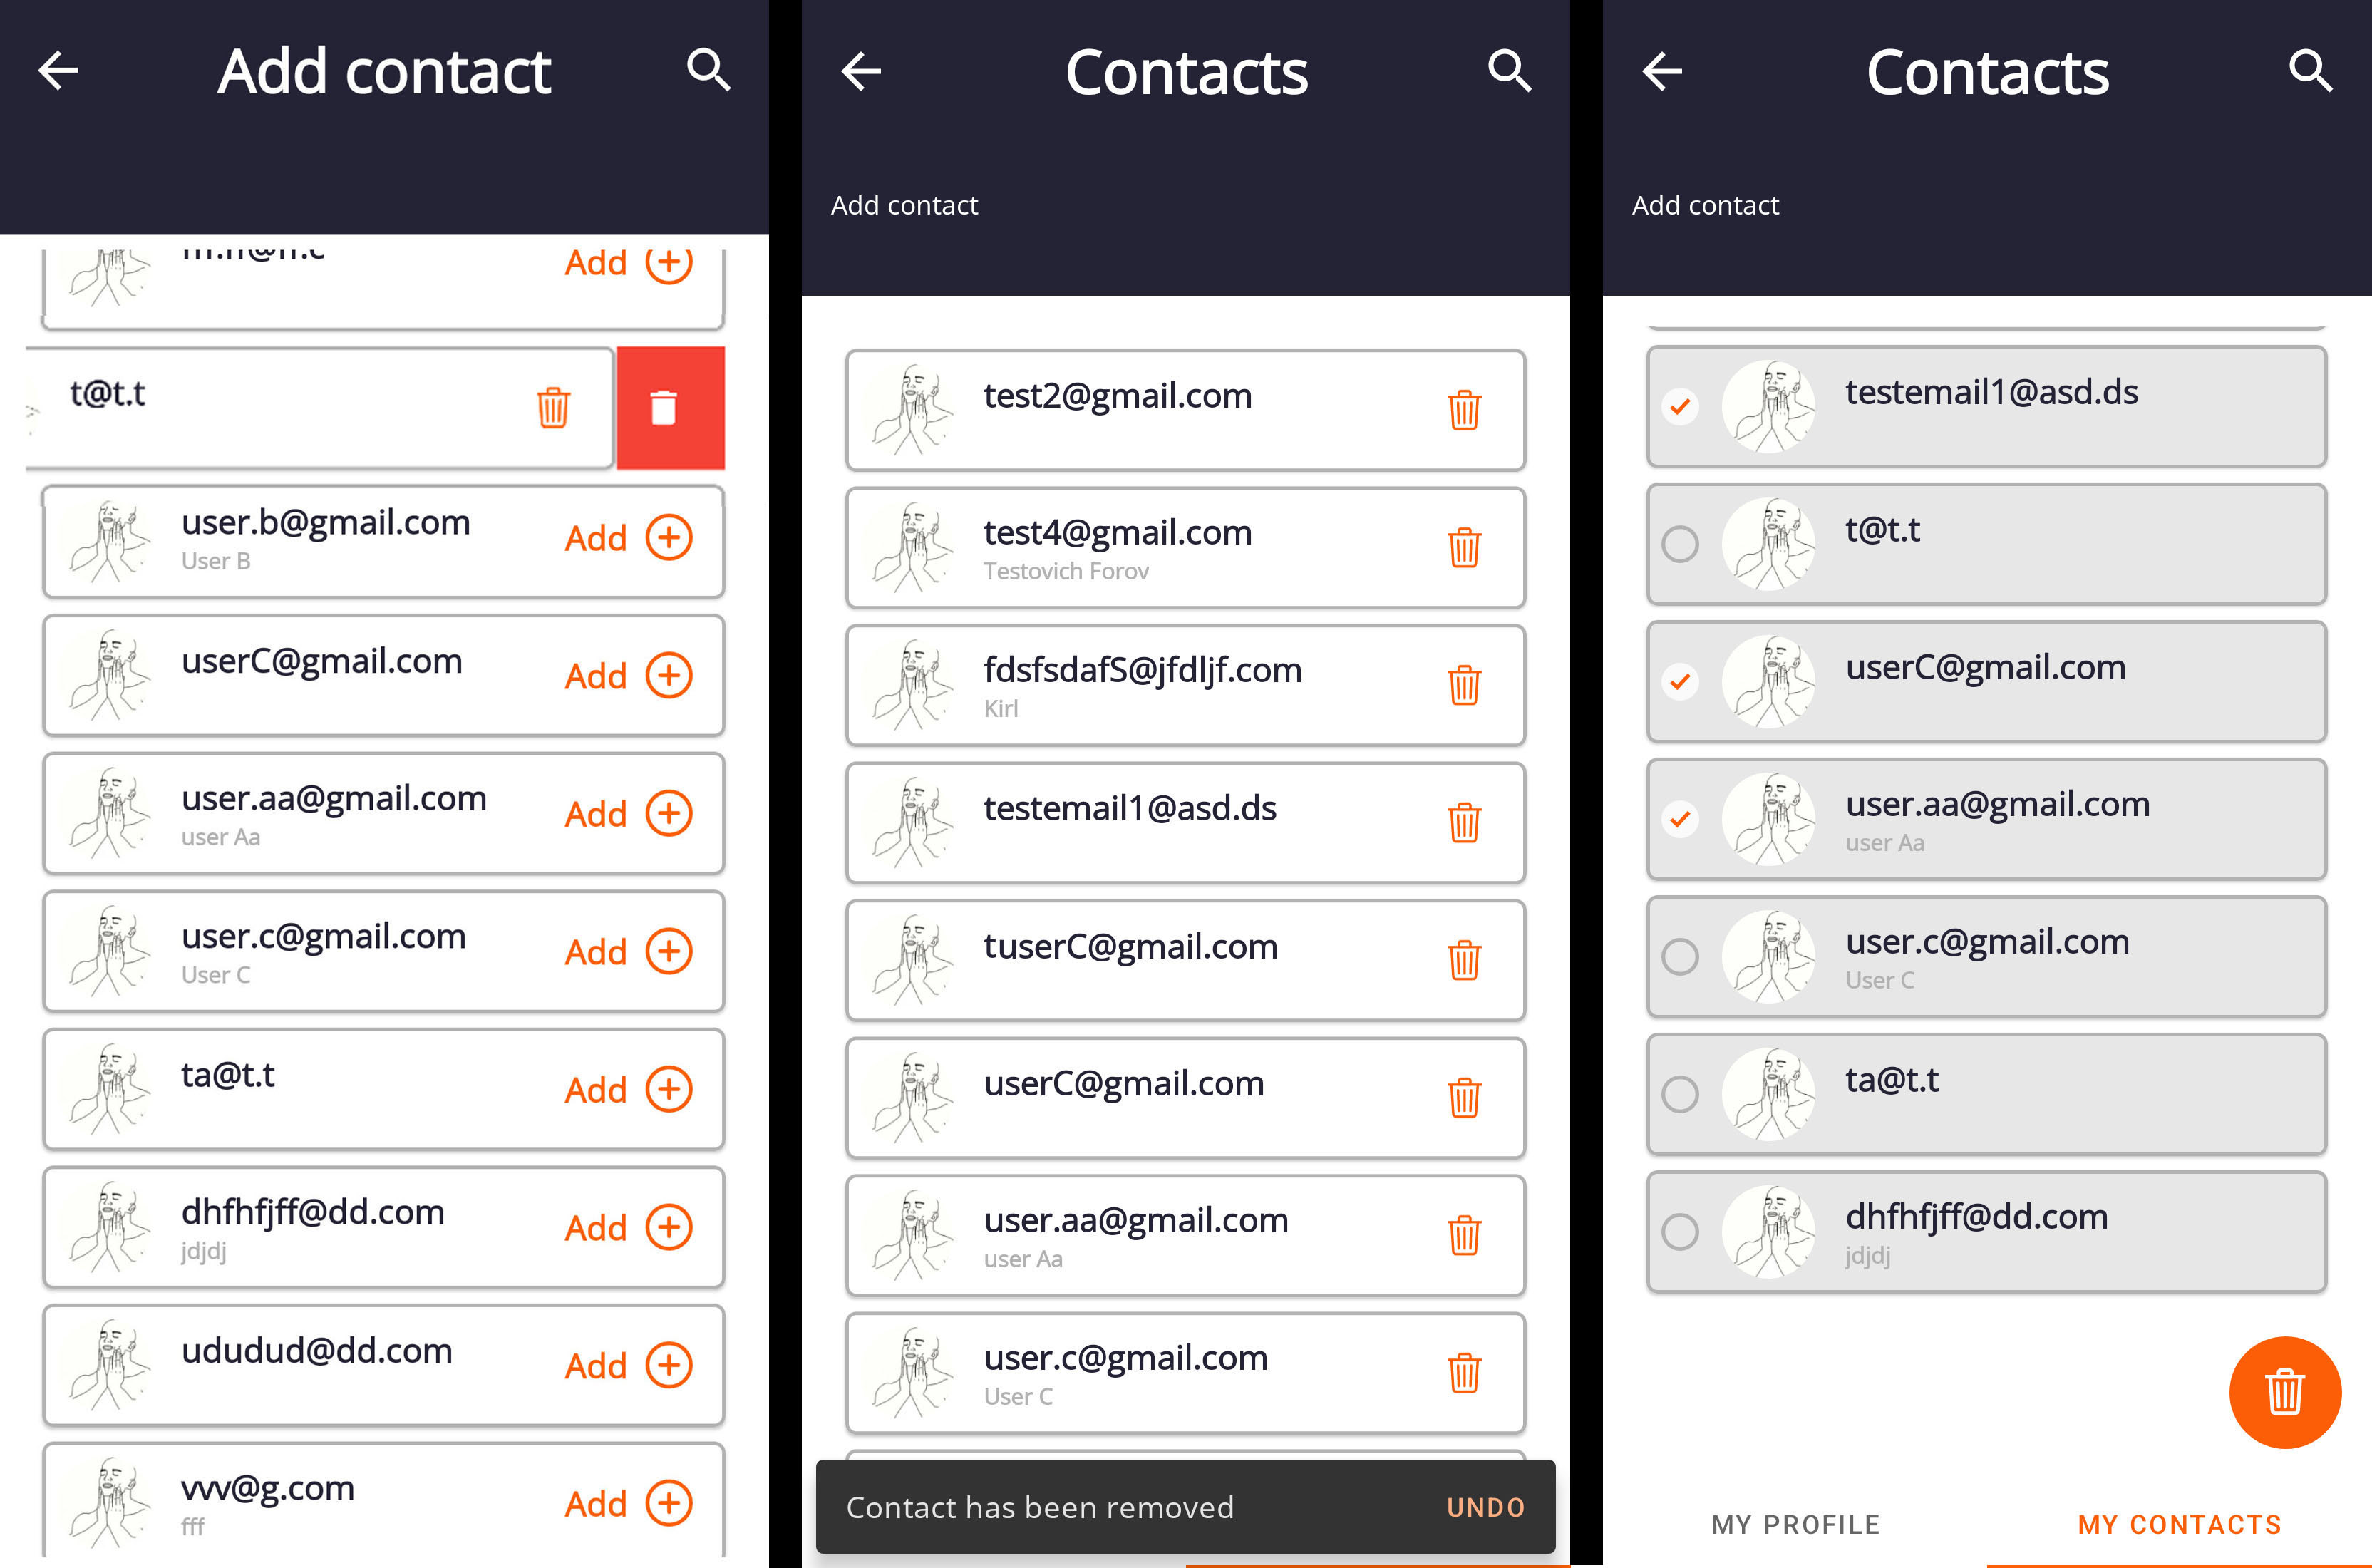 Add contact
Add
t@t.t
user.b@gmail.com
User B
Add
userC@gmail.com
Add
user.aa@gmail.com
user Aa
Add
user.c@gmail.com
User C
Add
ta@t.t
Add
dhfhfjff@dd.com
jdjdj
Add
ududud@dd.com
Add
vvv@g.com
fff
Add
Contacts
Add contact
test2@gmail.com
test4@gmail.com
Testovich Forov
fdsfsdafS@jfdljf.com
Kirl
testemail1@asd.ds
tuserC@gmail.com
userC@gmail.com
user.aa@gmail.com
user Aa
user.c@gmail.com
User C
Contact has been removed UNDO
Contacts
Add contact
testemail1@asd.ds
t@t.t
userC@gmail.com
user.aa@gmail.com
user Aa
user.c@gmail.com
User C
ta@t.t
dhfhfjff@dd.com
jdjdj
MY PROFILE MY CONTACTS